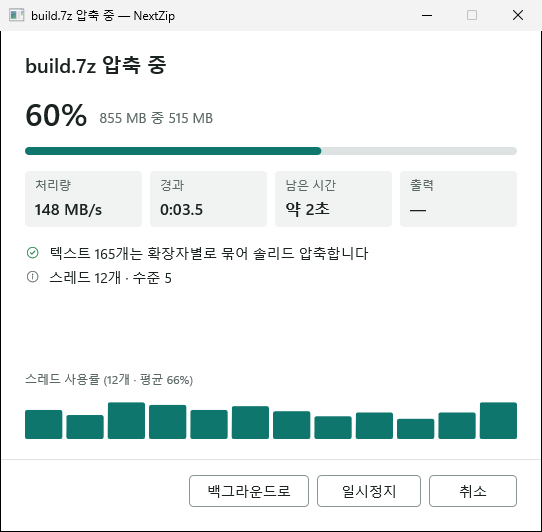 build.7z 압축 중 — NextZip
build.7z 압축 중
60% 855 MB 중 515 MB
처리량 경과 남은 시간 출력
148 MB/s 0:03.5 약 2초 —
텍스트 165개는 확장자별로 묶어 솔리드 압축합니다
스레드 12개 · 수준 5
스레드 사용률 (12개 · 평균 66%)
백그라운드로 일시정지 취소